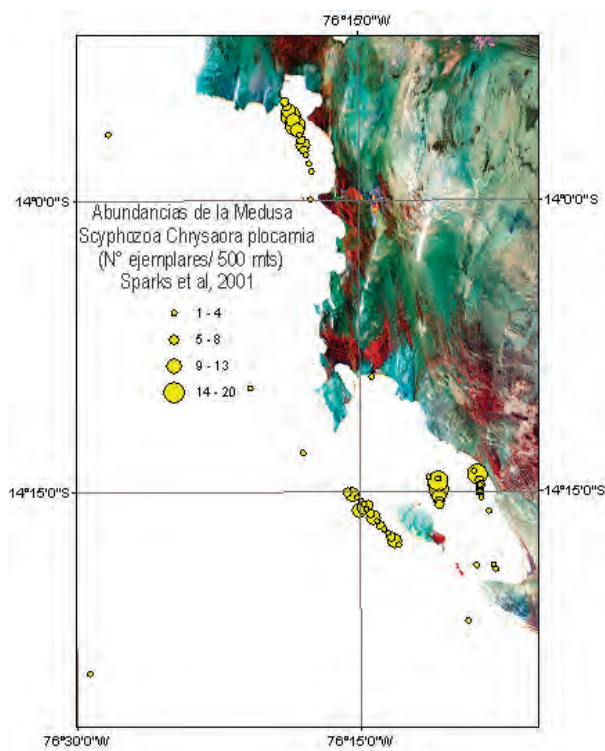 76°15'0"W
14°0'0"S
14°0'0"S
Abundancias de la Medusa
Scyphozoa Chrysaora plocamia
(N° ejemplares/ 500 mts)
Sparks et al, 2001
1 - 4
5 - 8
9 - 13
14 - 20
14°15'0"S
14°15'0"S
76°30'0"W
76°15'0"W